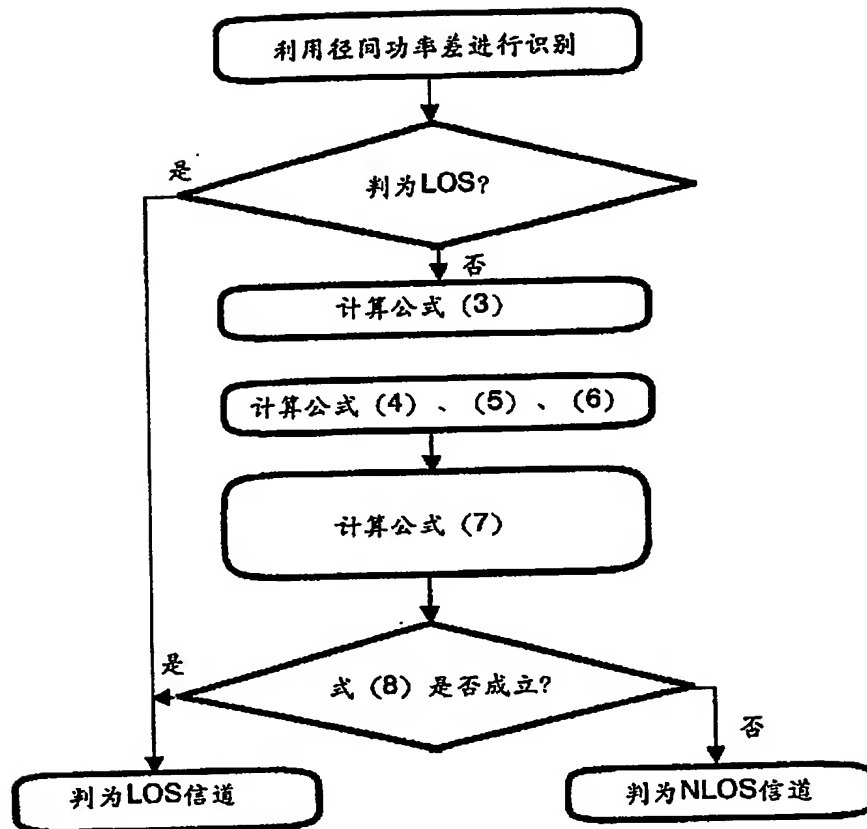 利用径间功率差进行识别
是
判为LOS?
否
计算公式（3）
计算公式（4）、（5）、（6）
计算公式（7）
是
式（8）是否成立?
否
判为LOS信道
判为NLOS信道